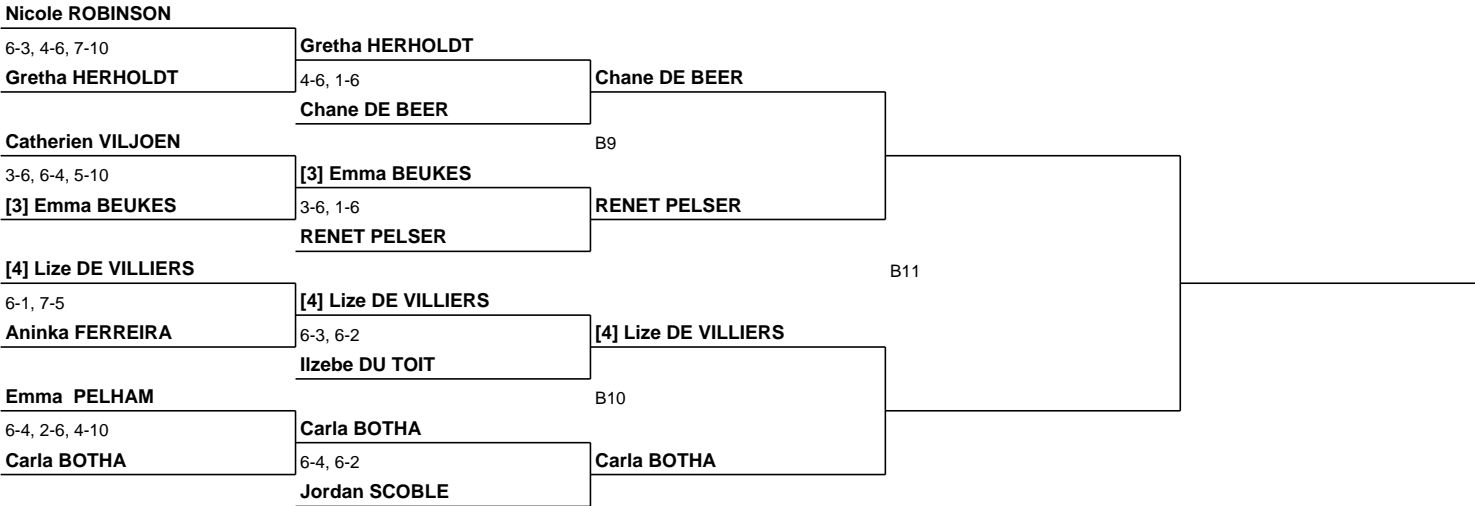 Nicole ROBINSON
6-3, 4-6, 7-10
Gretha HERHOLDT
Gretha HERHOLDT
4-6, 1-6
Chane DE BEER
Chane DE BEER
Catherien VILJOEN
B9
3-6, 6-4, 5-10
[3] Emma BEUKES
[3] Emma BEUKES
3-6, 1-6
RENET PELSER
RENET PELSER
[4] Lize DE VILLIERS
B11
6-1, 7-5
Aninka FERREIRA
[4] Lize DE VILLIERS
6-3, 6-2
Ilzebe DU TOIT
[4] Lize DE VILLIERS
Emma  PELHAM
B10
6-4, 2-6, 4-10
Carla BOTHA
Carla BOTHA
6-4, 6-2
Jordan SCOBLE
Carla BOTHA